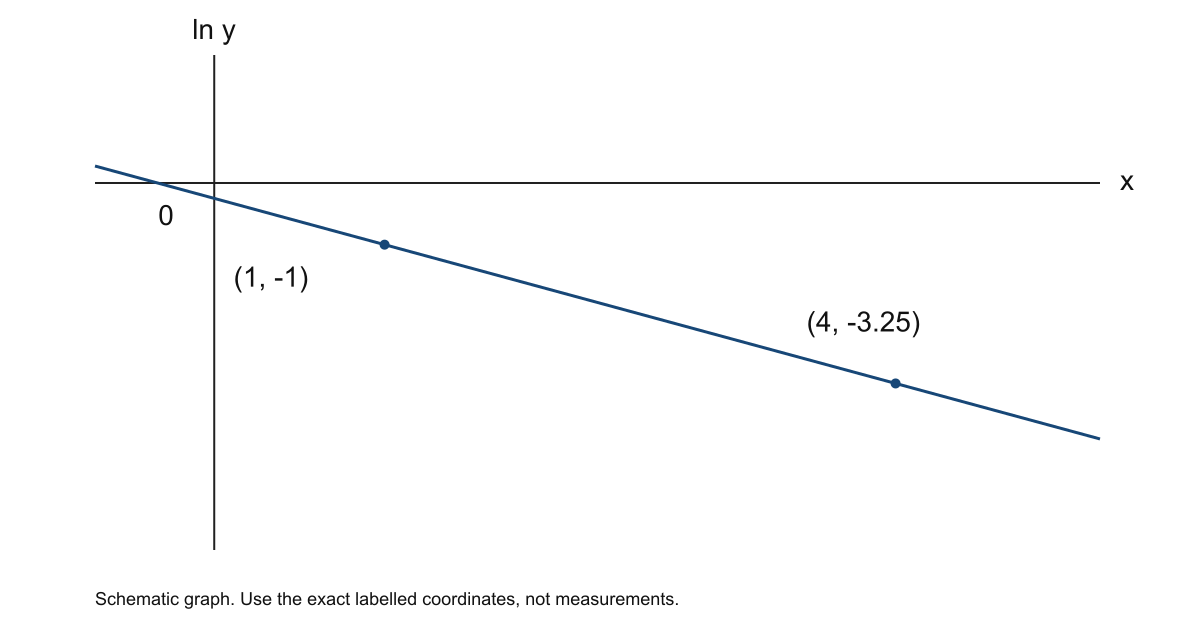 ln y
x
0
(1, -1)
(4, -3.25)
Schematic graph. Use the exact labelled coordinates, not measurements.